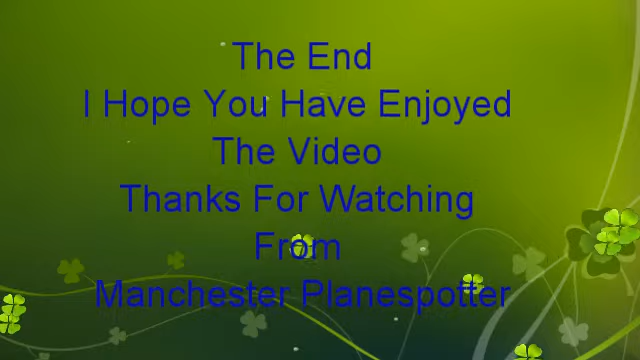 The End
I Hope You Have Enjoyed
The Video
Thanks For Watching
From
Manchester Planespotter